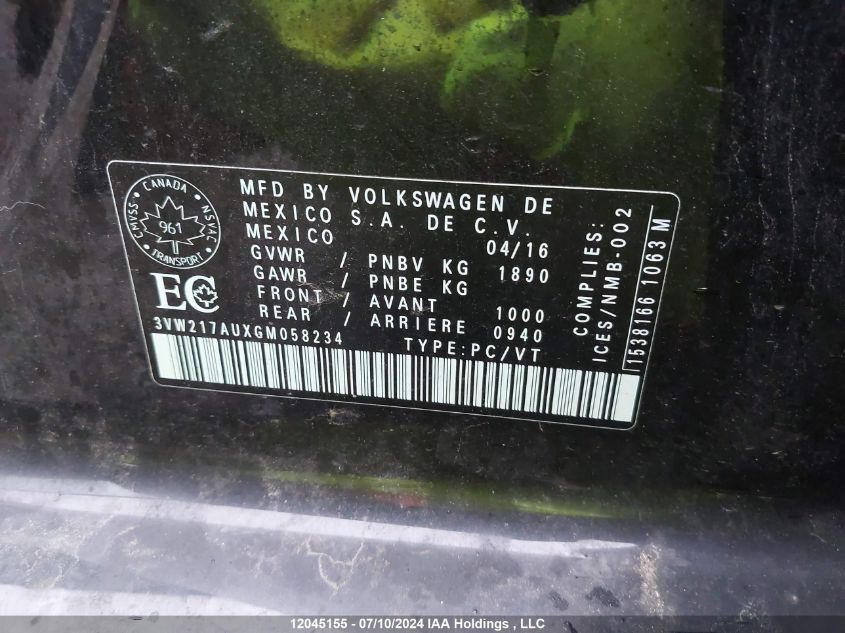 MFD BY VOLKSWAGEN DE
MEXICO S.A. DE C.V.
MEXICO 04/16
GVWR / PNBV KG 1890
GAWR / PNBE KG
FRONT / AVANT 1000
REAR / ARRIERE 0940
3VW217AUXGM058234 TYPE:PC/VT
CANADA
CMVSS
NSVAC
961
TRANSPORT
EC
COMPLIES:
ICES/NMB-002
1538166 1063 M
12045155 - 07/10/2024 IAA Holdings , LLC